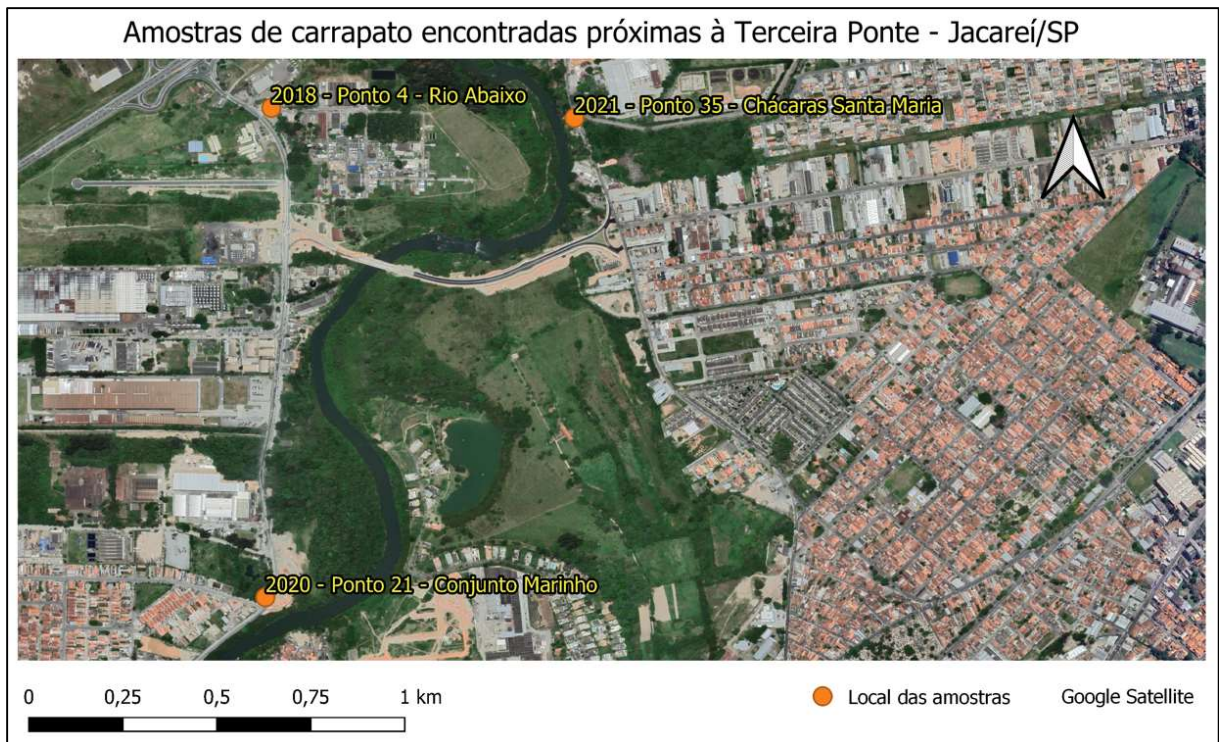 Amostras de carrapato encontradas próximas à Terceira Ponte - Jacareí/SP
2018 - Ponto 4 - Rio Abaixo
2021 - Ponto 35 - Chácaras Santa Maria
2020 - Ponto 21 - Conjunto Marinho
0 0,25 0,5 0,75 1 km
Local das amostras
Google Satellite